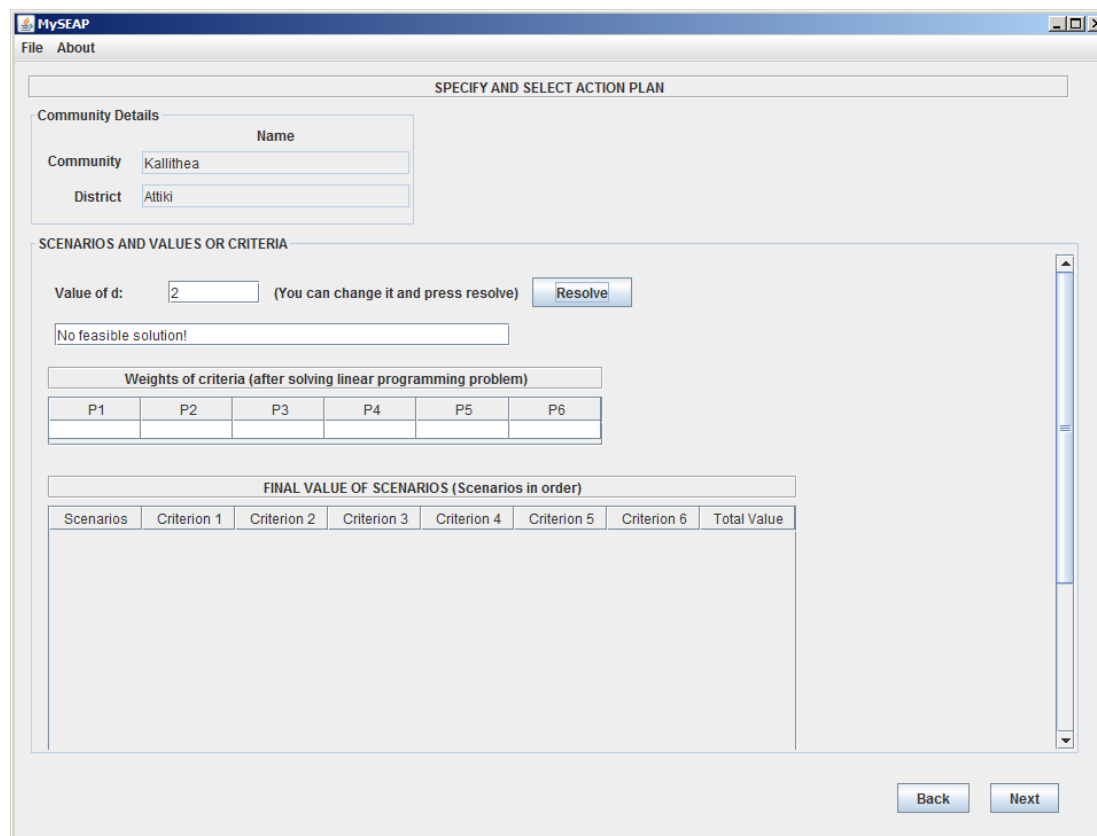 MySEAP
File About
SPECIFY AND SELECT ACTION PLAN
Community Details
Name
Community Kallithea
District Attiki
SCENARIOS AND VALUES OR CRITERIA
Value of d: 2 (You can change it and press resolve) Resolve
No feasible solution!
Weights of criteria (after solving linear programming problem)
P1 P2 P3 P4 P5 P6
FINAL VALUE OF SCENARIOS (Scenarios in order)
Scenarios Criterion 1 Criterion 2 Criterion 3 Criterion 4 Criterion 5 Criterion 6 Total Value
Back Next